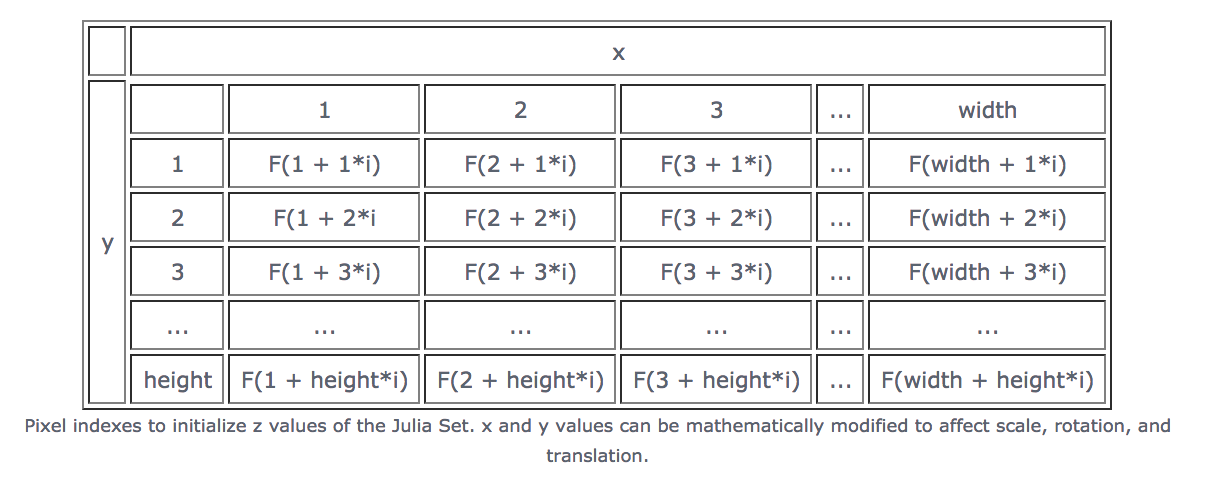 x
1 2 3 ... width
1 F(1 + 1*i) F(2 + 1*i) F(3 + 1*i) ... F(width + 1*i)
2 F(1 + 2*i F(2 + 2*i) F(3 + 2*i) ... F(width + 2*i)
y
3 F(1 + 3*i) F(2 + 3*i) F(3 + 3*i) ... F(width + 3*i)
... ... ... ... ... ...
height F(1 + height*i) F(2 + height*i) F(3 + height*i) ... F(width + height*i)
Pixel indexes to initialize z values of the Julia Set. x and y values can be mathematically modified to affect scale, rotation, and
translation.